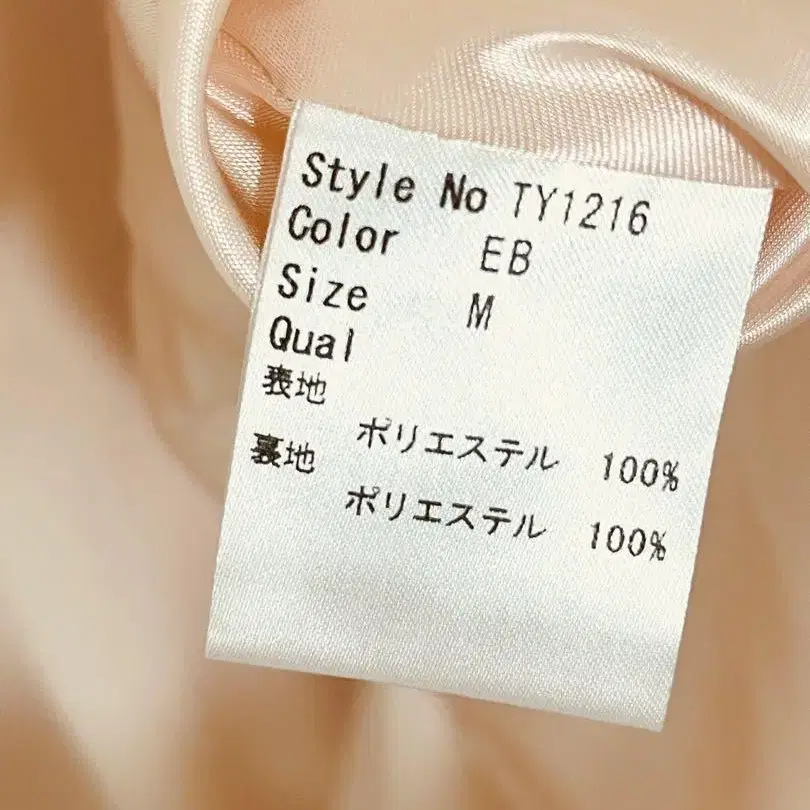 Style No TY1216
Color EB
Size M
Qual
表地
ポリエステル 100%
裏地
ポリエステル 100%